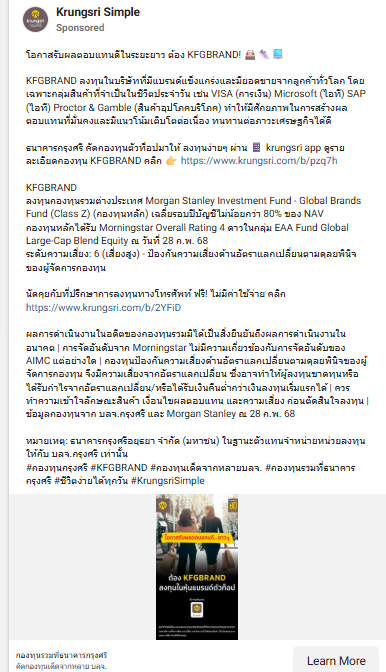 krungsri
simple
Krungsri Simple
Sponsored
โอกาสรับผลตอบแทนดีในระยะยาว ต้อง KFGBRAND!
KFGBRAND ลงทุนในบริษัทที่มีแบรนด์แข็งแกร่งและมียอดขายจากลูกค้าทั่วโลก โดย
เฉพาะกลุ่มสินค้าที่จำเป็นในชีวิตประจำวัน เช่น VISA (การเงิน) Microsoft (ไอที) SAP
(ไอที) Proctor & Gamble (สินค้าอุปโภคบริโภค) ทำให้มีศักยภาพในการสร้างผล
ตอบแทนที่มั่นคงและมีแนวโน้มเติบโตต่อเนื่อง ทนทานต่อภาวะเศรษฐกิจได้ดี
ธนาคารกรุงศรี คัดกองทุนตัวท็อปมาให้ ลงทุนง่ายๆ ผ่าน 📱 krungsri app ดูราย
ละเอียดกองทุน KFGBRAND คลิก 👉 https://www.krungsri.com/b/pzq7h
KFGBRAND
ลงทุนกองทุนรวมต่างประเทศ Morgan Stanley Investment Fund - Global Brands
Fund (Class Z) (กองทุนหลัก) เฉลี่ยรอบปีบัญชีไม่น้อยกว่า 80% ของ NAV
กองทุนหลักได้รับ Morningstar Overall Rating 4 ดาวในกลุ่ม EAA Fund Global
Large-Cap Blend Equity ณ วันที่ 28 ก.พ. 68
ระดับความเสี่ยง: 6 (เสี่ยงสูง) - ป้องกันความเสี่ยงด้านอัตราแลกเปลี่ยนตามดุลยพินิจ
ของผู้จัดการกองทุน
นัดคุยกับที่ปรึกษาการลงทุนทางโทรศัพท์ ฟรี! ไม่มีค่าใช้จ่าย คลิก
https://www.krungsri.com/b/2YFiD
ผลการดำเนินงานในอดีตของกองทุนรวมมิได้เป็นสิ่งยืนยันถึงผลการดำเนินงานใน
อนาคต | การจัดอันดับจาก Morningstar ไม่มีความเกี่ยวข้องกับการจัดอันดับของ
AIMC แต่อย่างใด | กองทุนป้องกันความเสี่ยงด้านอัตราแลกเปลี่ยนตามดุลยพินิจของผู้
จัดการกองทุน จึงมีความเสี่ยงจากอัตราแลกเปลี่ยน ซึ่งอาจทำให้ผู้ลงทุนขาดทุนหรือ
ได้รับกำไรจากอัตราแลกเปลี่ยน/หรือได้รับเงินคืนต่ำกว่าเงินลงทุนเริ่มแรกได้ | ควร
ทำความเข้าใจลักษณะสินค้า เงื่อนไขผลตอบแทน และความเสี่ยง ก่อนตัดสินใจลงทุน |
ข้อมูลกองทุนจาก บลจ.กรุงศรี และ Morgan Stanley ณ 28 ก.พ. 68
หมายเหตุ: ธนาคารกรุงศรีอยุธยา จำกัด (มหาชน) ในฐานะตัวแทนจำหน่ายหน่วยลงทุน
ให้กับ บลจ.กรุงศรี เท่านั้น
#กองทุนกรุงศรี #KFGBRAND #กองทุนเด็ดจากหลายบลจ. #กองทุนรวมที่ธนาคาร
กรุงศรี #ชีวิตง่ายได้ทุกวัน #KrungsriSimple
โอกาสรับผลตอบแทนดี...ยาวๆ
ต้อง KFGBRAND
ลงทุนในหุ้นแบรนด์ตัวท็อป
กองทุนรวมที่ธนาคารกรุงศรี
คัดกองทุนเด็ดจากหลาย บลจ.
Learn More